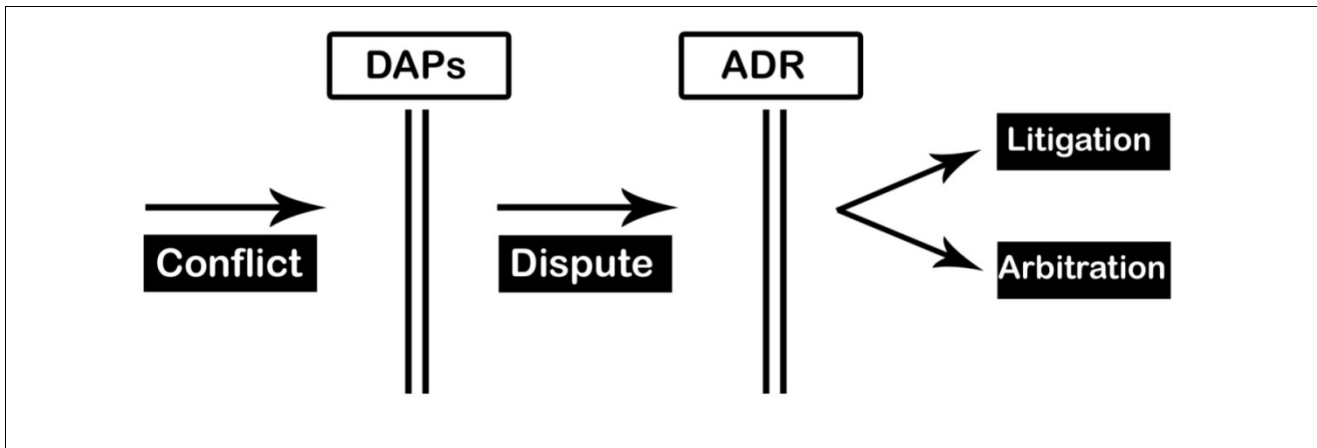 DAPs
ADR
Conflict
Dispute
Litigation
Arbitration